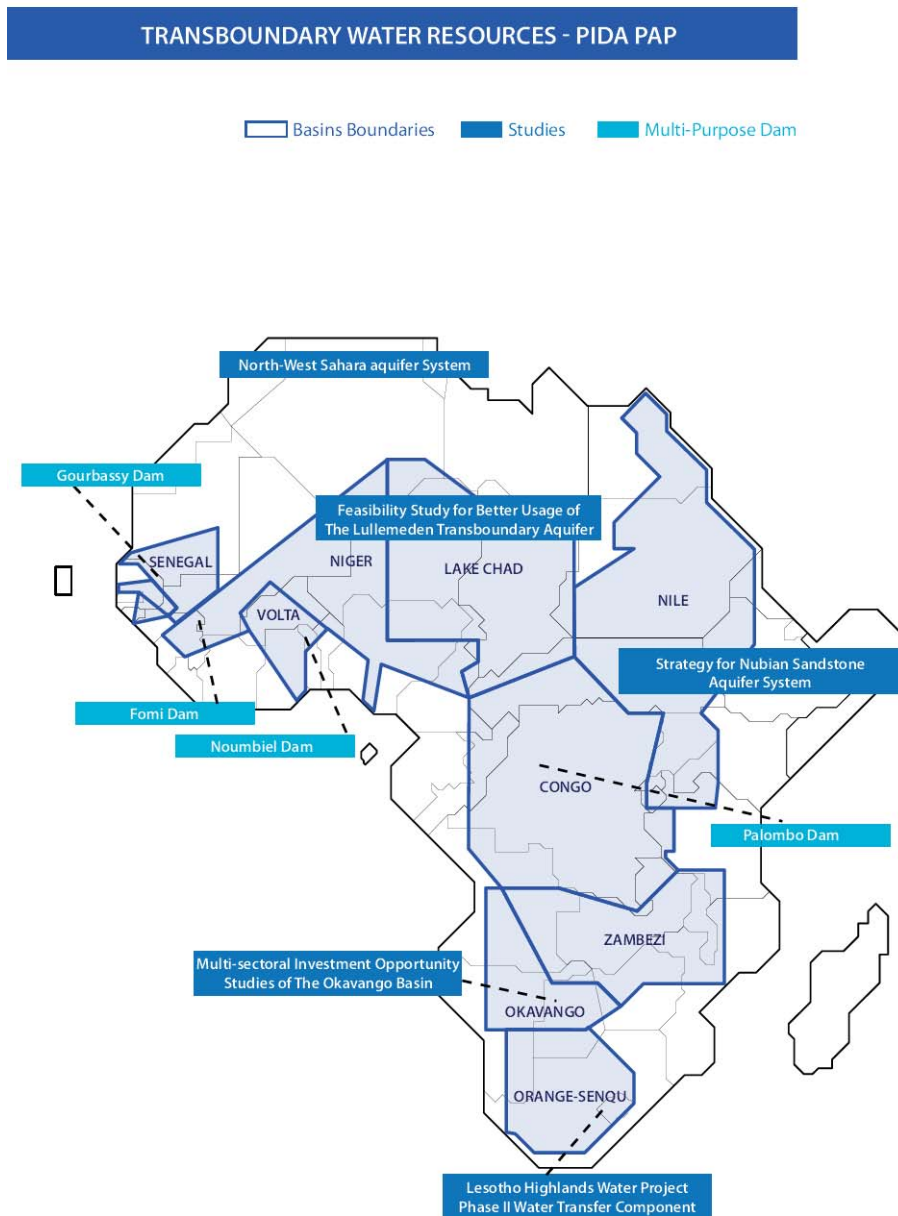 TRANSBOUNDARY WATER RESOURCES - PIDA PAP
Basins Boundaries
Studies
Multi-Purpose Dam
North-West Sahara aquifer System
Gourbassy Dam
Feasibility Study for Better Usage of
The Lullemeden Transboundary Aquifer
SENEGAL
NIGER
LAKE CHAD
NILE
VOLTA
Strategy for Nubian Sandstone
Aquifer System
Fomi Dam
Noumbiel Dam
CONGO
Palombo Dam
ZAMBEZI
Multi-sectoral Investment Opportunity
Studies of The Okavango Basin
OKAVANGO
ORANGE-SENQU
Lesotho Highlands Water Project
Phase II Water Transfer Component